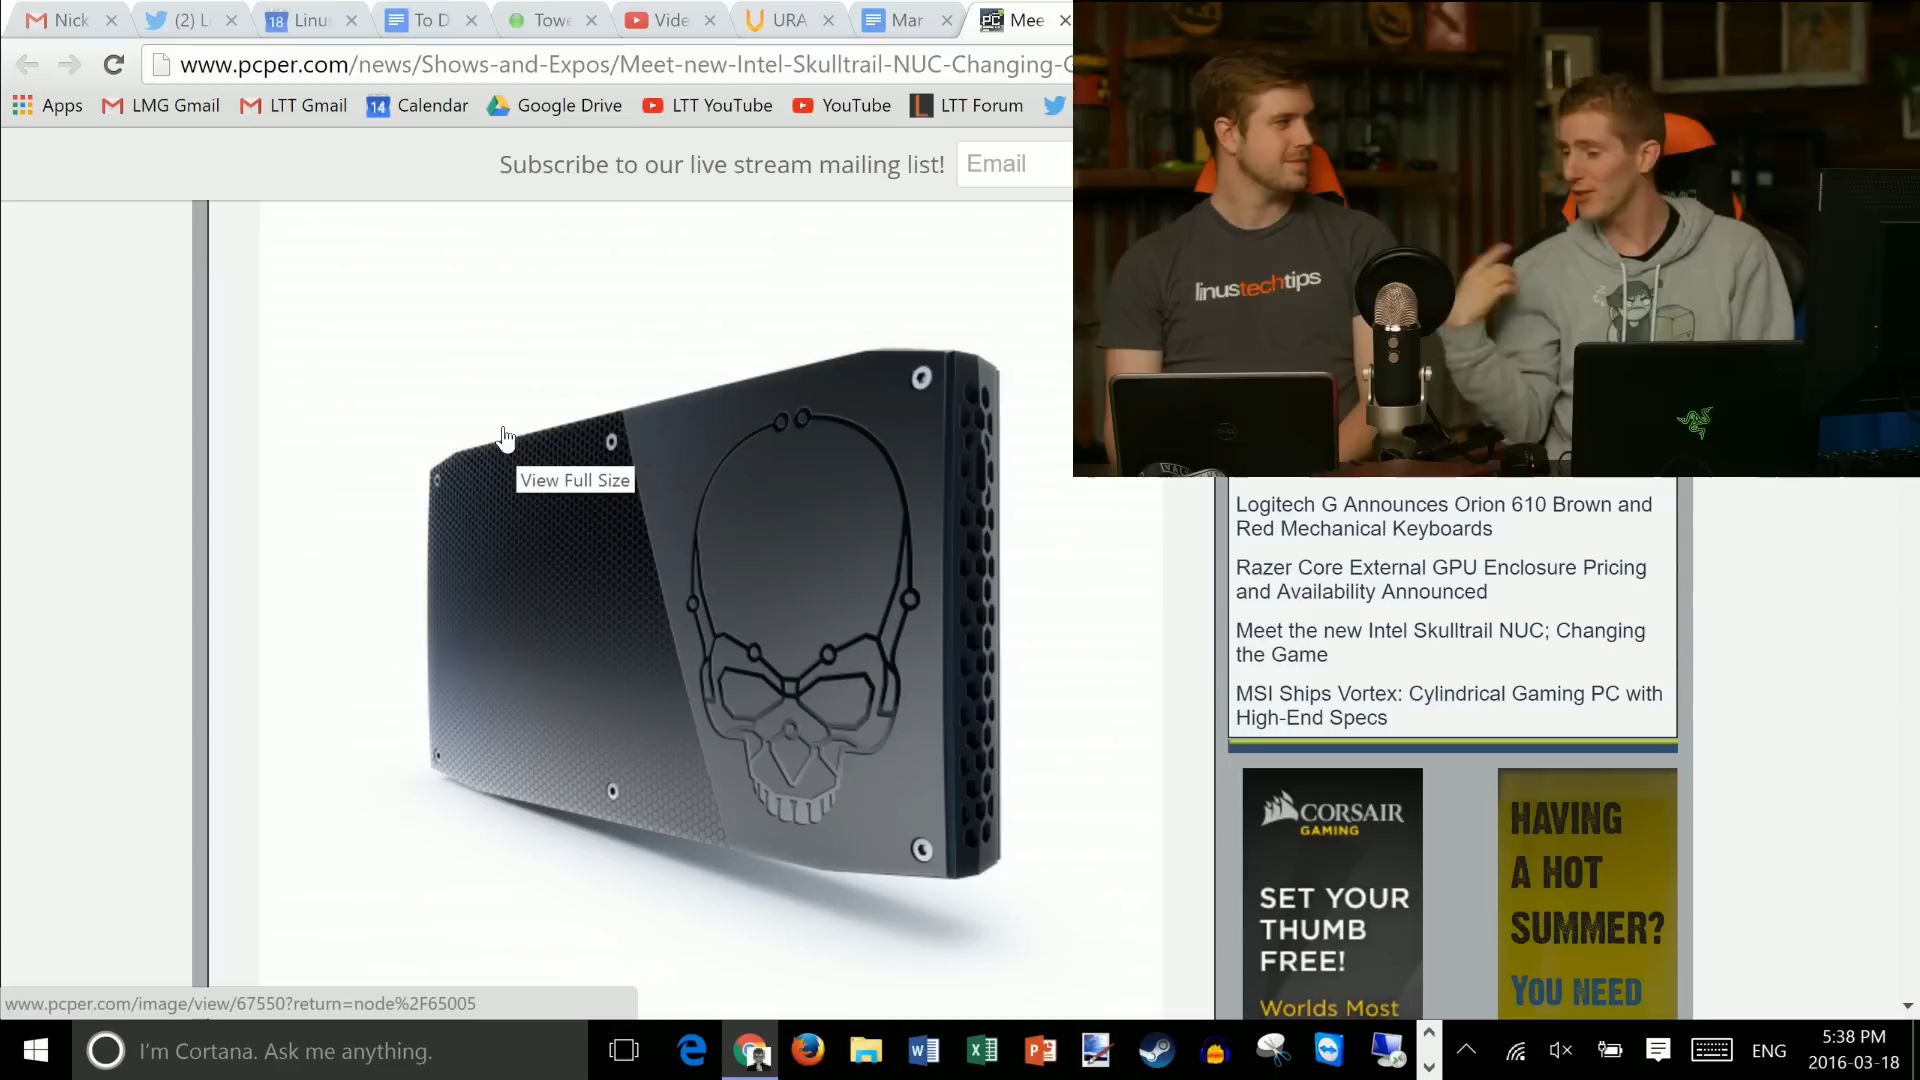 Nick
(2) L
18
Linus
To D
Towe
Vide
URA
Mar
PC
Mee
www.pcper.com/news/Shows-and-Expos/Meet-new-Intel-Skulltrail-NUC-Changing-G
Apps
LMG Gmail
LTT Gmail
14
Calendar
Google Drive
LTT YouTube
YouTube
LTT Forum
Subscribe to our live stream mailing list!
Email
linustechtips
View Full Size
Logitech G Announces Orion 610 Brown and
Red Mechanical Keyboards
Razer Core External GPU Enclosure Pricing
and Availability Announced
Meet the new Intel Skulltrail NUC; Changing
the Game
MSI Ships Vortex: Cylindrical Gaming PC with
High-End Specs
CORSAIR
GAMING
SET YOUR
THUMB
FREE!
Worlds Most
HAVING
A HOT
SUMMER?
YOU NEED
www.pcper.com/image/view/67550?return=node%2F65005
I'm Cortana. Ask me anything.
ENG
5:38 PM
2016-03-18